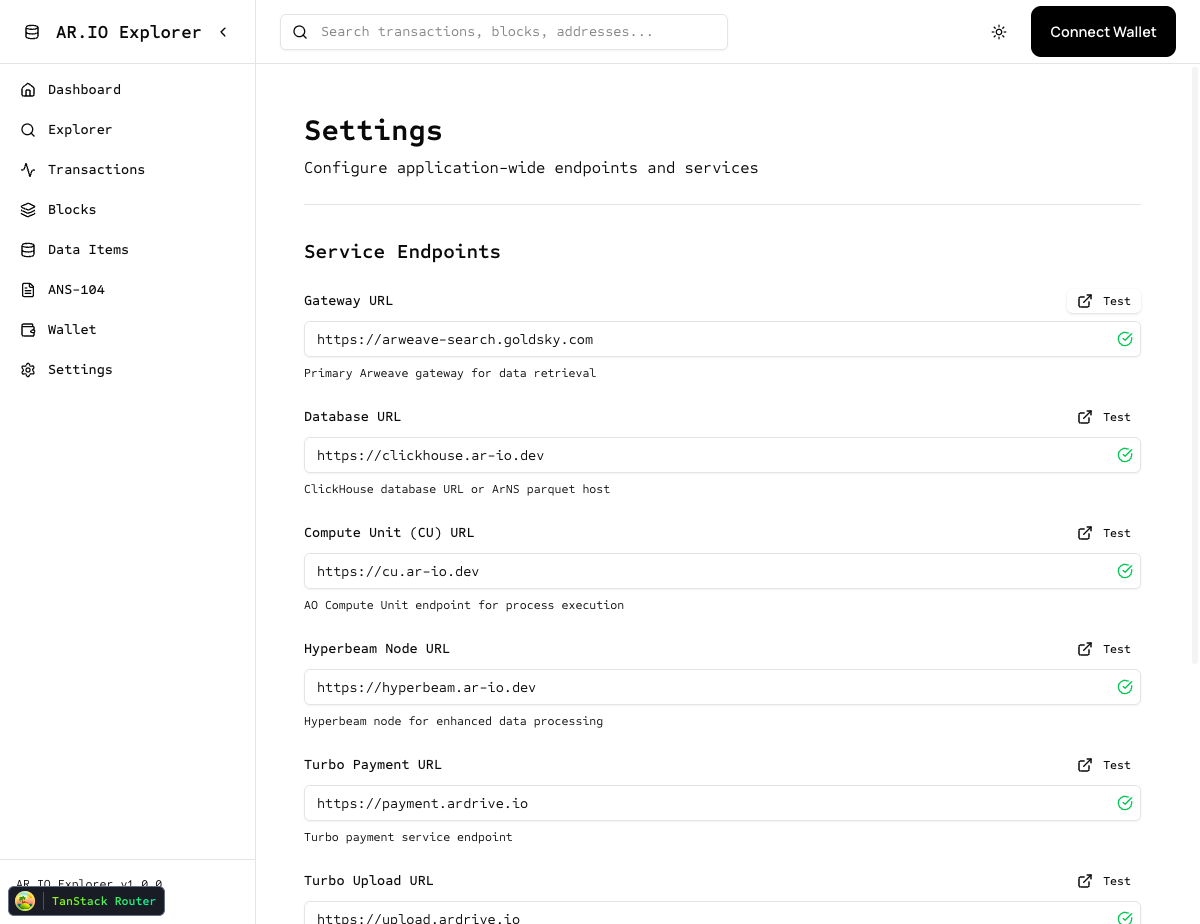 AR.IO Explorer
Search transactions, blocks, addresses...
Connect Wallet
Dashboard
Explorer
Transactions
Blocks
Data Items
ANS-104
Wallet
Settings
Settings
Configure application-wide endpoints and services
Service Endpoints
Gateway URL
Test
https://arweave-search.goldsky.com
Primary Arweave gateway for data retrieval
Database URL
Test
https://clickhouse.ar-io.dev
ClickHouse database URL or ArNS parquet host
Compute Unit (CU) URL
Test
https://cu.ar-io.dev
AO Compute Unit endpoint for process execution
Hyperbeam Node URL
Test
https://hyperbeam.ar-io.dev
Hyperbeam node for enhanced data processing
Turbo Payment URL
Test
https://payment.ardrive.io
Turbo payment service endpoint
Turbo Upload URL
Test
https://upload.ardrive.io
AR.IO Explorer v1.0.0
TanStack Router